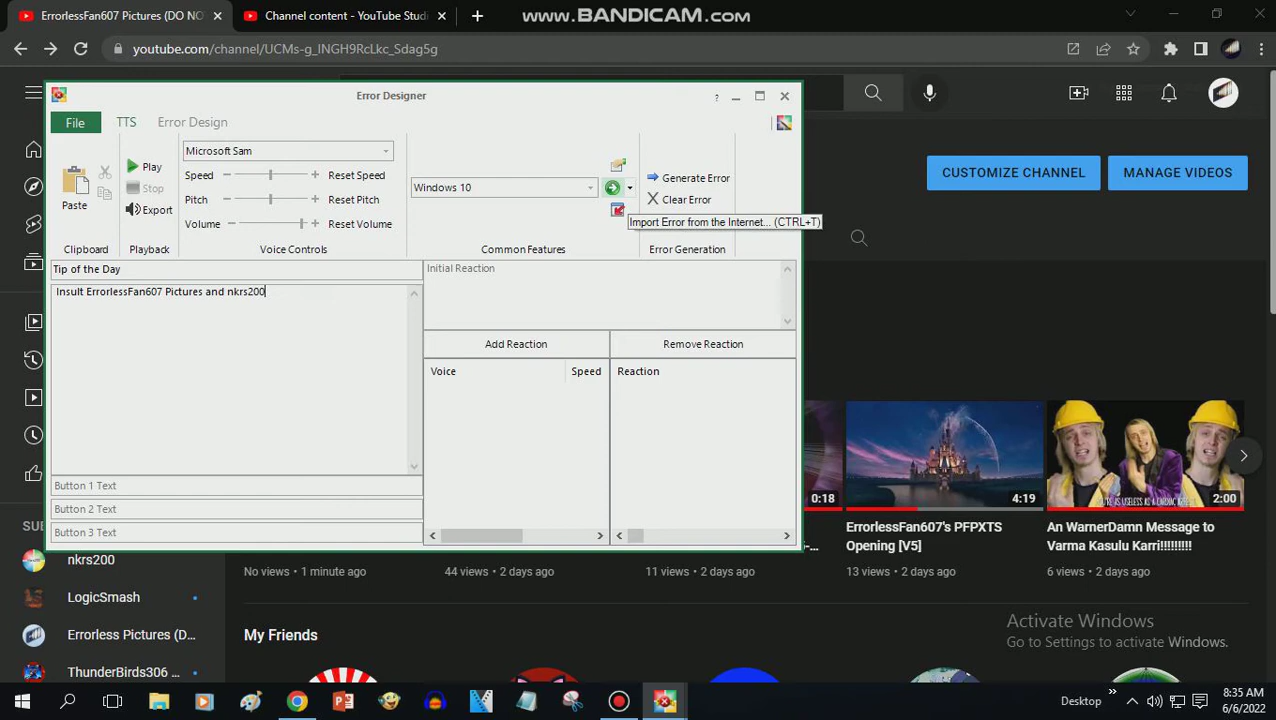 ErrorlessFan607 Pictures (DO NO
Channel content - YouTube Studi
www.BANDICAM.com
youtube.com/channel/UCMs-g_INGH9RcLkc_Sdag5g
Error Designer
?
File
TTS
Error Design
CUSTOMIZE CHANNEL
MANAGE VIDEOS
Paste
Play
Stop
Export
Microsoft Sam
Speed
Reset Speed
Pitch
Reset Pitch
Volume
Reset Volume
Windows 10
Generate Error
Clear Error
Import Error from the Internet... (CTRL+T)
Clipboard
Playback
Voice Controls
Common Features
Error Generation
Tip of the Day
Insult ErrorlessFan607 Pictures and nkrs200
Button 1 Text
Button 2 Text
Button 3 Text
Initial Reaction
Add Reaction
Remove Reaction
Voice
Speed
Reaction
0:18
4:19
2:00
ErrorlessFan607's PFPXTS
Opening [V5]
An WarnerDamn Message to
Varma Kasulu Karri!!!!!!!!!
No views • 1 minute ago
44 views • 2 days ago
11 views • 2 days ago
13 views • 2 days ago
6 views • 2 days ago
nkrs200
LogicSmash
Errorless Pictures (D...
ThunderBirds306 ...
My Friends
Activate Windows
Go to Settings to activate Windows.
Desktop
8:35 AM
6/6/2022